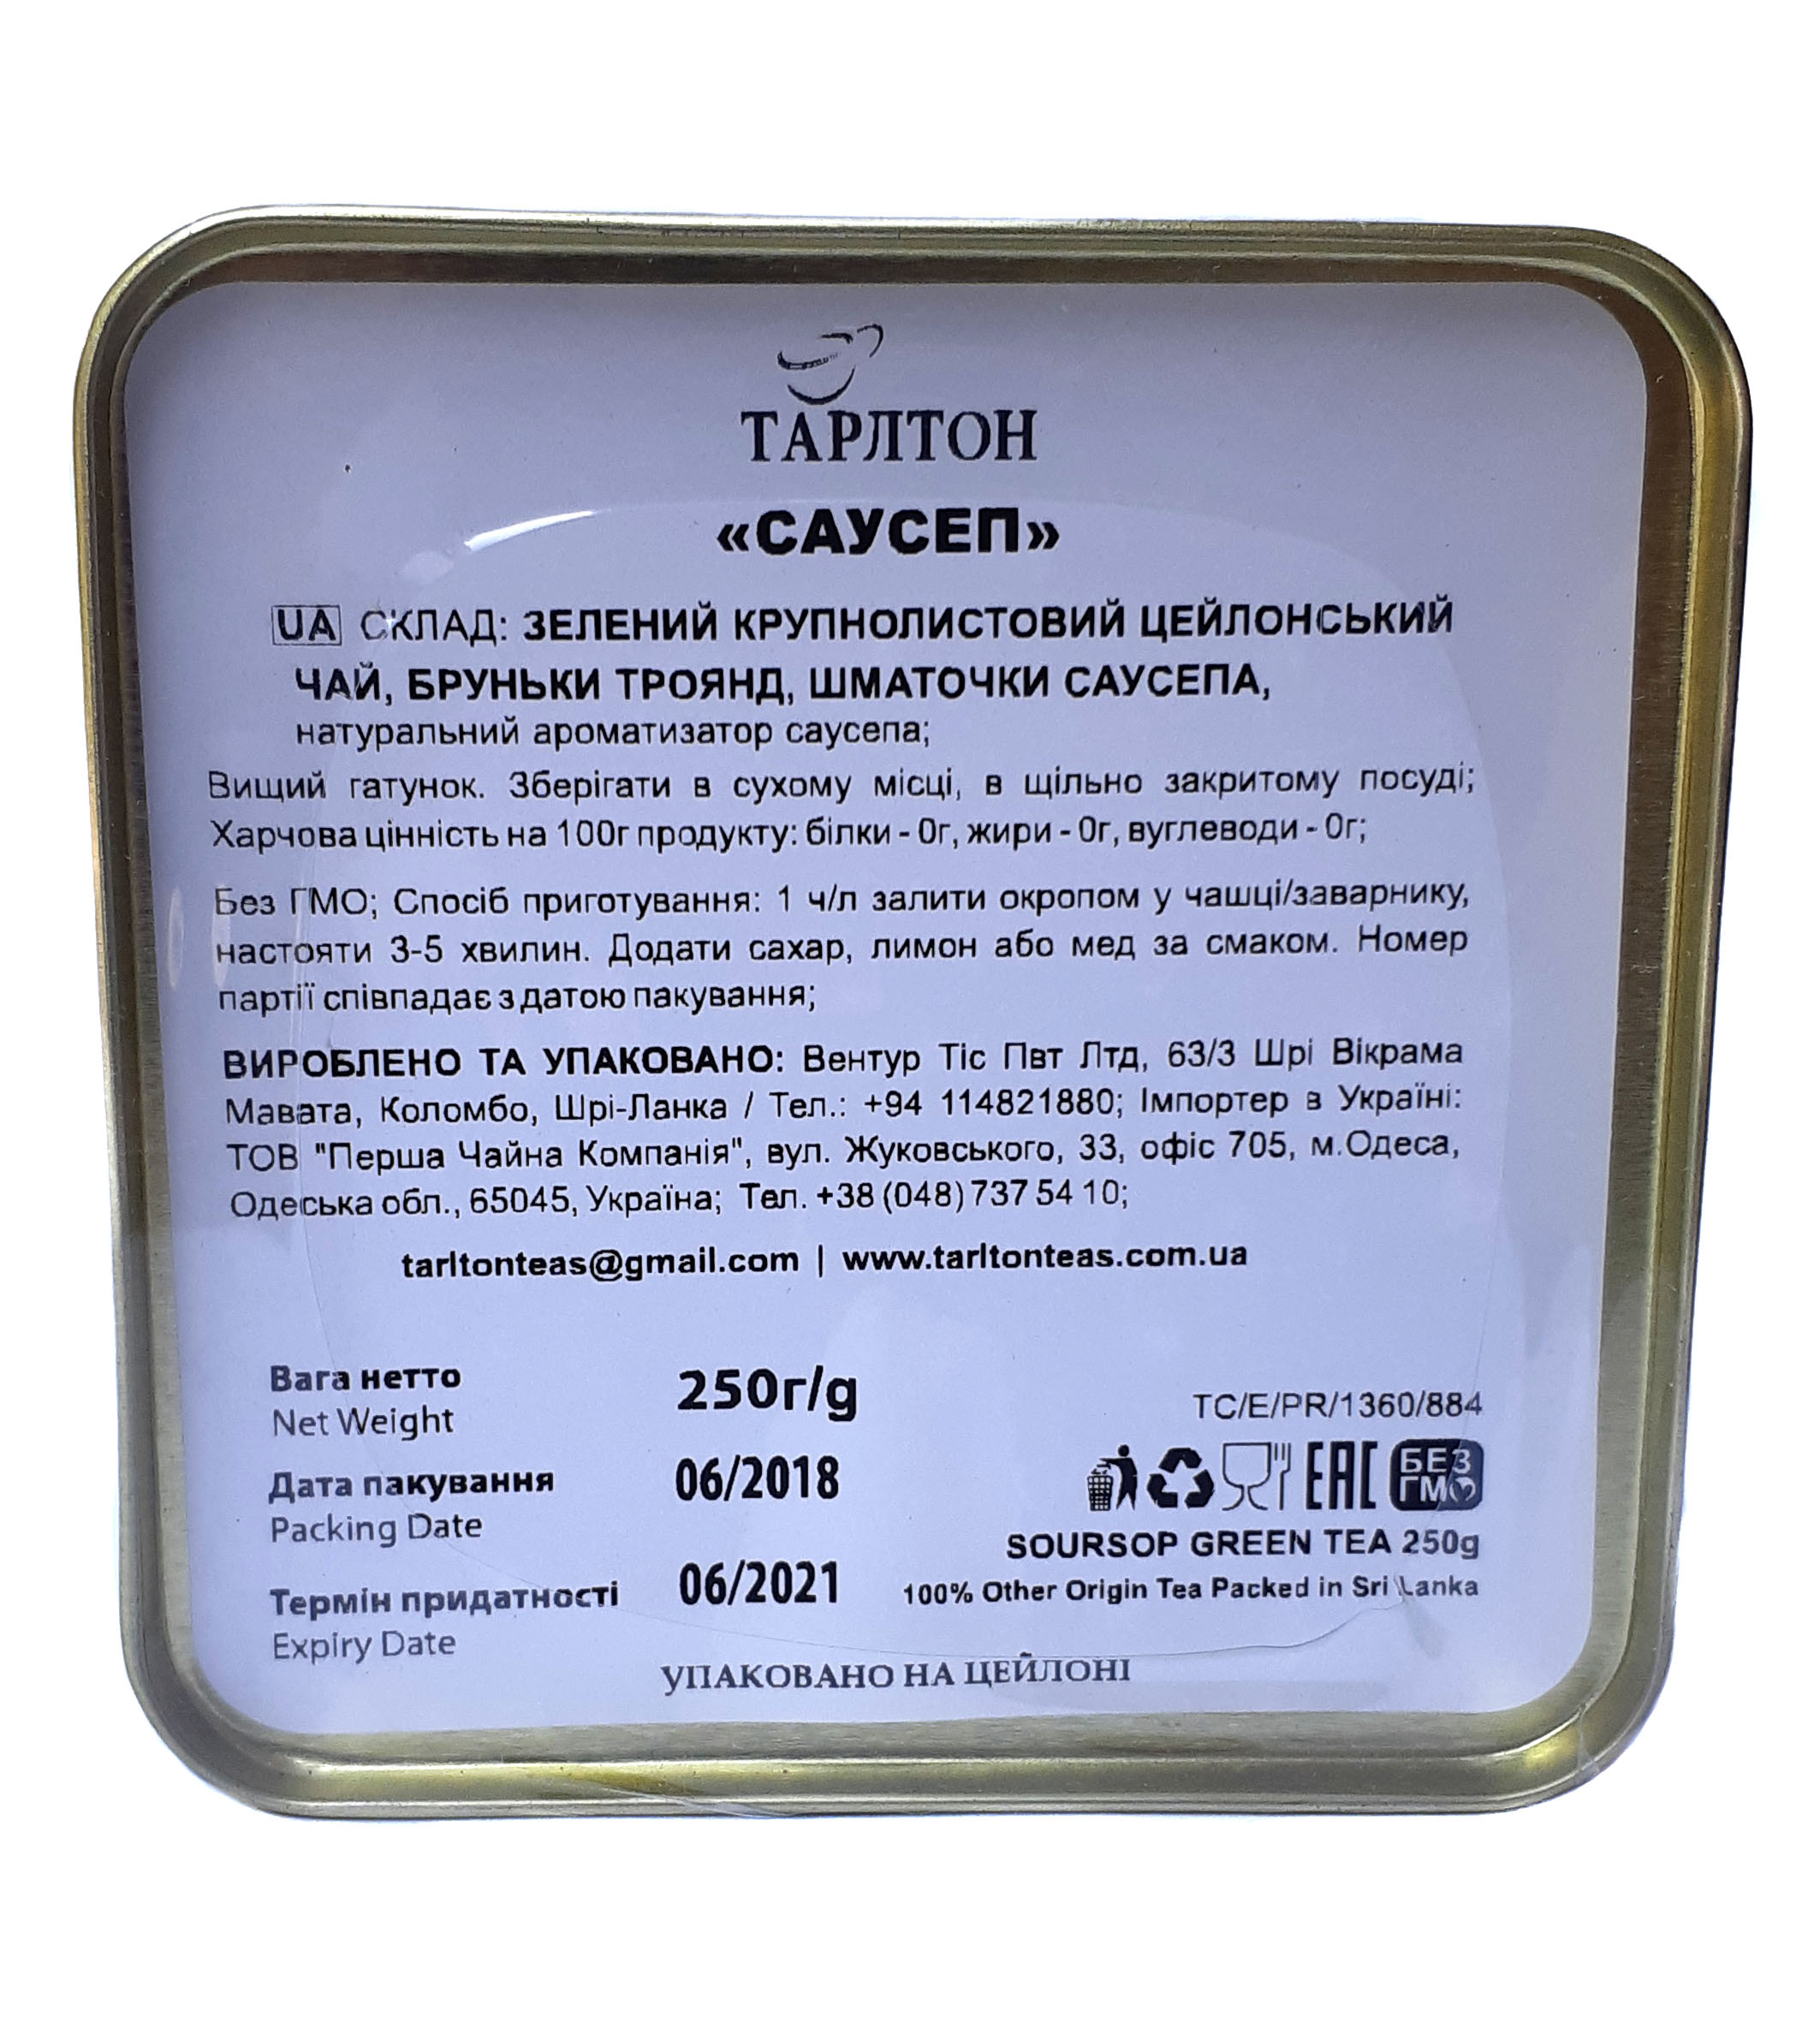 ТАРЛТОН
«САУСЕП»
UA СКЛАД: ЗЕЛЕНИЙ КРУПНОЛИСТОВИЙ ЦЕЙЛОНСЬКИЙ
ЧАЙ, БРУНЬКИ ТРОЯНД, ШМАТОЧКИ САУСЕПА,
натуральний ароматизатор саусепа;
Вищий гатунок. Зберігати в сухому місці, в щільно закритому посуді;
Харчова цінність на 100г продукту: білки - 0г, жири - 0г, вуглеводи - 0г;
Без ГМО; Спосіб приготування: 1 ч/л залити окропом у чашці/заварнику,
настояти 3-5 хвилин. Додати сахар, лимон або мед за смаком. Номер
партії співпадає з датою пакування;
ВИРОБЛЕНО ТА УПАКОВАНО: Вентур Тіс Пвт Лтд, 63/3 Шрі Вікрама
Мавата, Коломбо, Шрі-Ланка / Тел.: +94 114821880; Імпортер в Україні:
ТОВ "Перша Чайна Компанія", вул. Жуковського, 33, офіс 705, м.Одеса,
Одеська обл., 65045, Україна; Тел. +38 (048) 737 54 10;
tarltonteas@gmail.com | www.tarltonteas.com.ua
Вага нетто 250г/g
Net Weight
TC/E/PR/1360/884
Дата пакування 06/2018
Packing Date
EAC БЕЗ
ГМО
SOURSOP GREEN TEA 250g
Термін придатності 06/2021
100% Other Origin Tea Packed in Sri Lanka
Expiry Date
УПАКОВАНО НА ЦЕЙЛОНІ